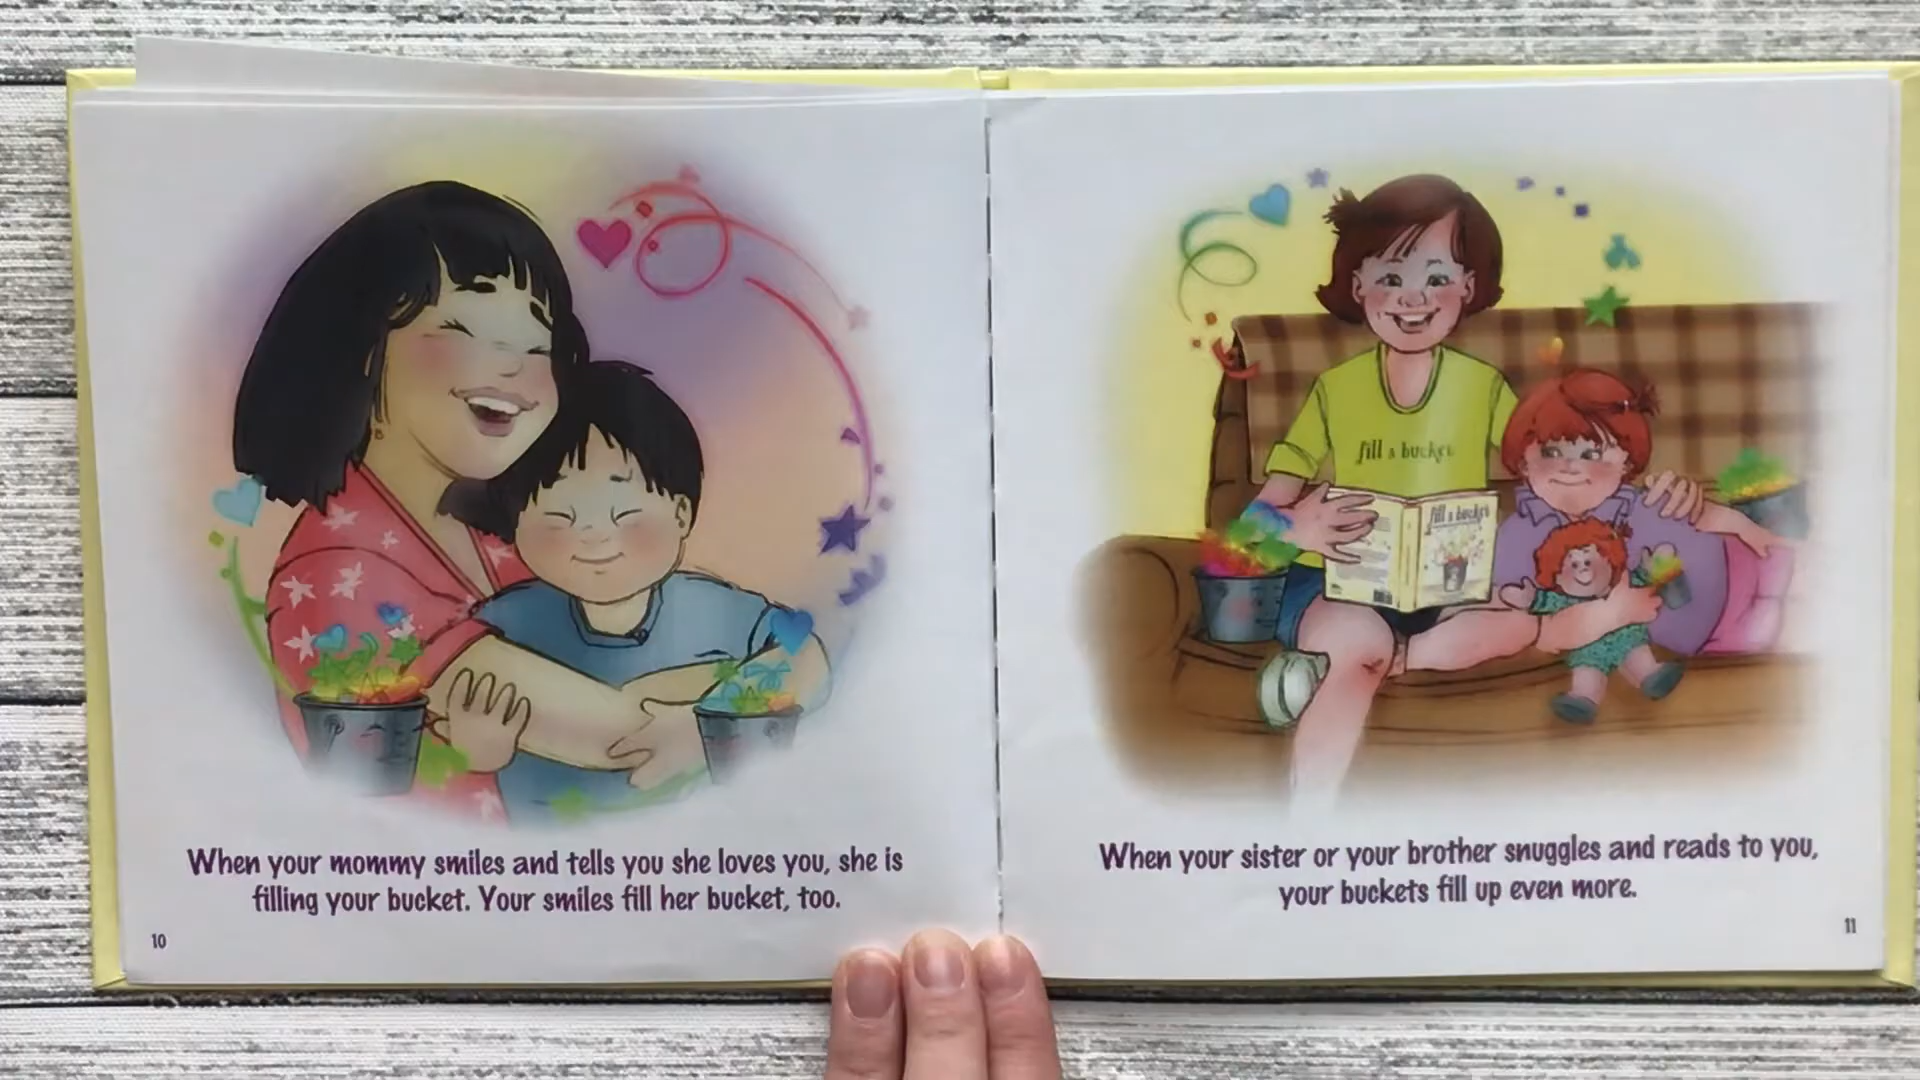 When your mommy smiles and tells you she loves you, she is
filling your bucket. Your smiles fill her bucket, too.
10
fill a bucket
fill a bucket
When your sister or your brother snuggles and reads to you,
your buckets fill up even more.
11